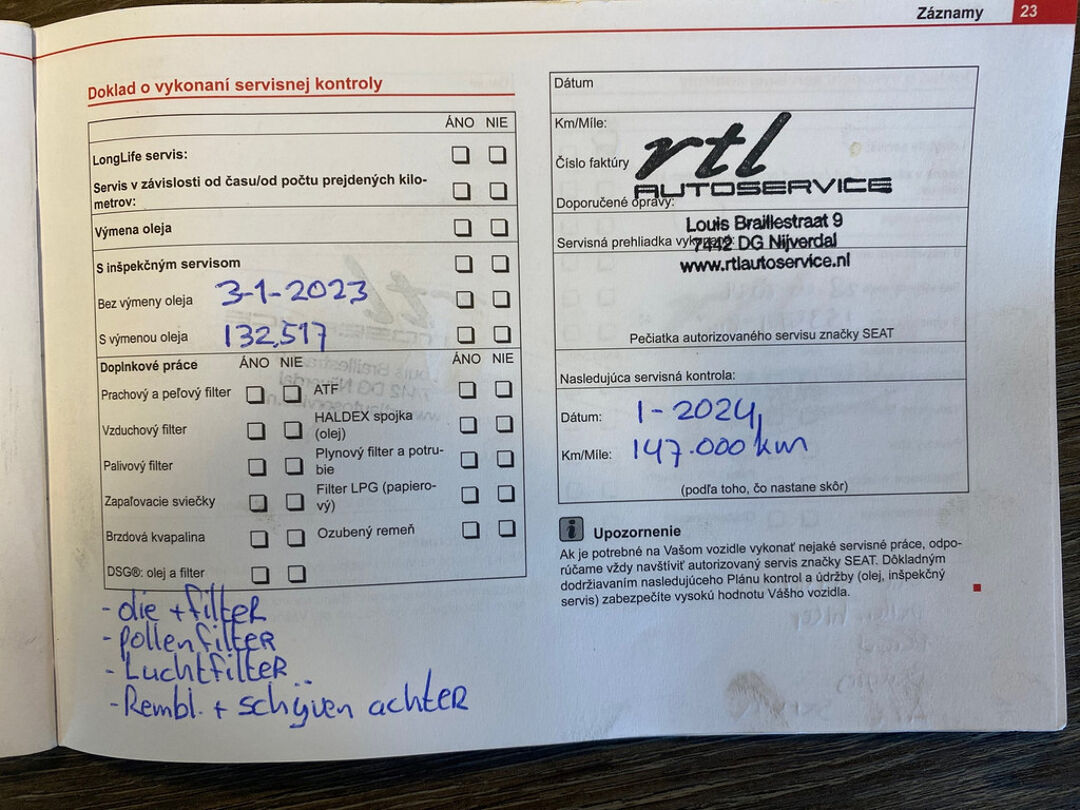 Záznamy 23
Doklad o vykonaní servisnej kontroly
ÁNO NIE
LongLife servis:
Servis v závislosti od času/od počtu prejdených kilo-
metrov:
Výmena oleja
S inšpekčným servisom
Bez výmeny oleja 3-1-2023
S výmenou oleja 132,517
Doplnkové práce ÁNO NIE ÁNO NIE
Prachový a peľový filter ATF
Vzduchový filter HALDEX spojka
(olej)
Palivový filter Plynový filter a potru-
bie
Zapaľovacie sviečky Filter LPG (papiero-
vý)
Brzdová kvapalina Ozubený remeň
DSG®: olej a filter
- olie + filter
- pollenfilter
- Luchtfilter
- Rembl. + schijven achter
Dátum
Km/Míle:
Číslo faktúry
rtl
AUTOSERVICE
Doporučené opravy:
Louis Braillestraat 9
Servisná prehliadka
7442 DG Nijverdal
www.rtlautoservice.nl
Pečiatka autorizovaného servisu značky SEAT
Nasledujúca servisná kontrola:
Dátum: 1-2024
Km/Míle: 147.000 km
(podľa toho, čo nastane skôr)
Upozornenie
Ak je potrebné na Vašom vozidle vykonať nejaké servisné práce, odpo-
rúčame vždy navštíviť autorizovaný servis značky SEAT. Dôkladným
dodržiavaním nasledujúceho Plánu kontrol a údržby (olej, inšpekčný
servis) zabezpečíte vysokú hodnotu Vášho vozidla.